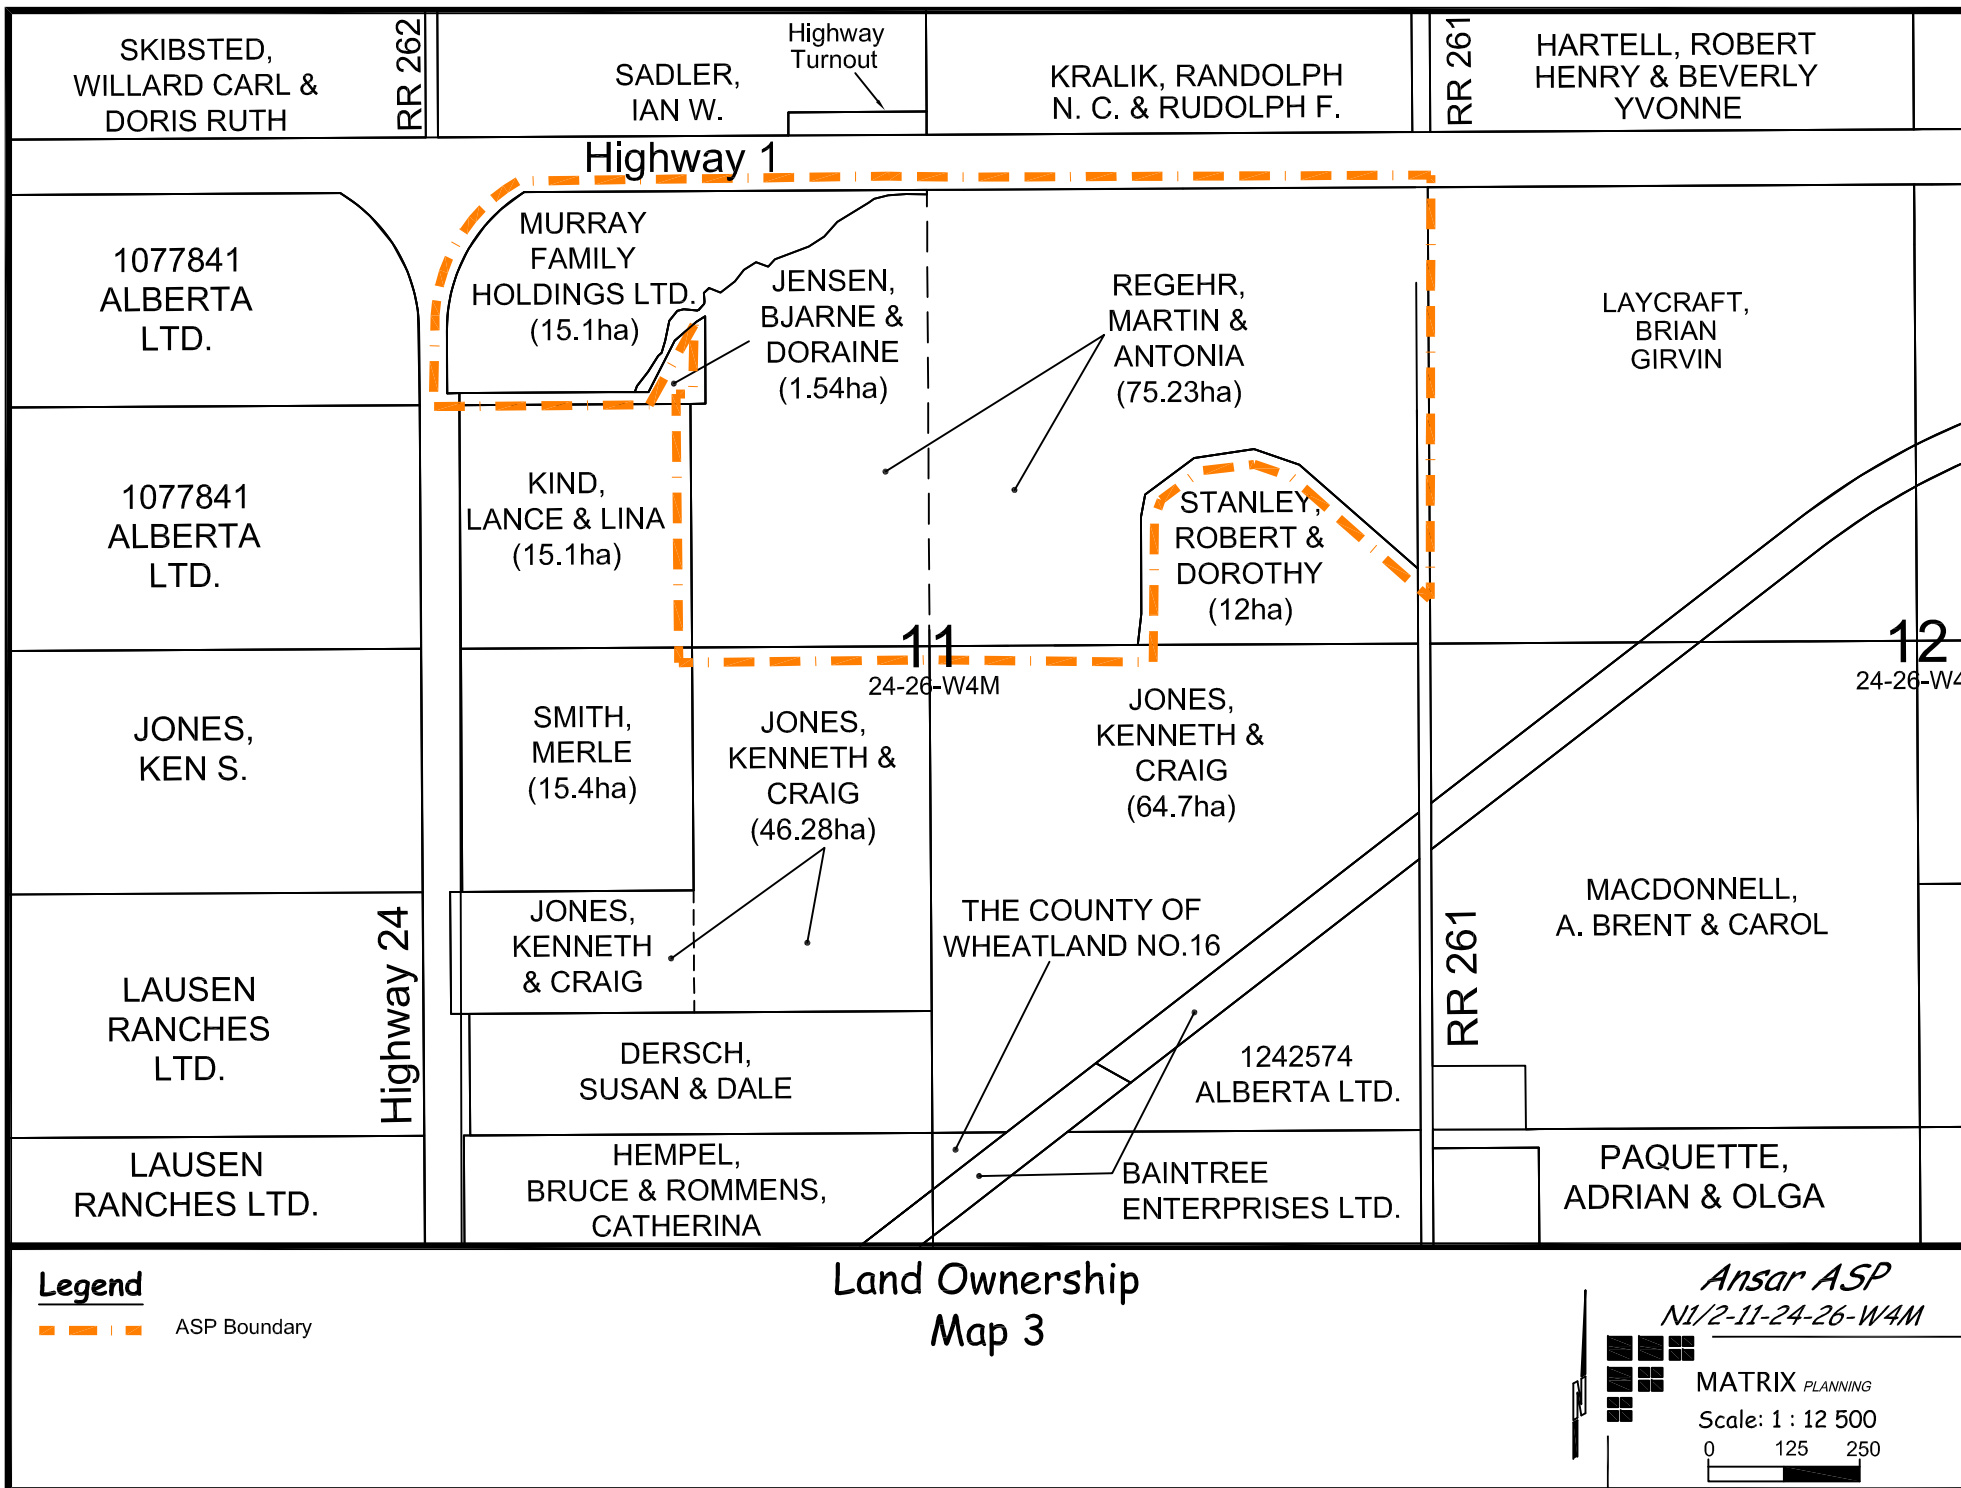 SKIBSTED,
WILLARD CARL &
DORIS RUTH
RR 262
SADLER,
IAN W.
Highway
Turnout
KRALIK, RANDOLPH
N. C. & RUDOLPH F.
RR 261
HARTELL, ROBERT
HENRY & BEVERLY
YVONNE
Highway 1
1077841
ALBERTA
LTD.
MURRAY
FAMILY
HOLDINGS LTD.
(15.1ha)
JENSEN,
BJARNE &
DORAINE
(1.54ha)
REGEHR,
MARTIN &
ANTONIA
(75.23ha)
LAYCRAFT,
BRIAN
GIRVIN
1077841
ALBERTA
LTD.
KIND,
LANCE & LINA
(15.1ha)
STANLEY,
ROBERT &
DOROTHY
(12ha)
11
24-26-W4M
12
24-26-W4
JONES,
KEN S.
SMITH,
MERLE
(15.4ha)
JONES,
KENNETH &
CRAIG
(46.28ha)
JONES,
KENNETH &
CRAIG
(64.7ha)
LAUSEN
RANCHES
LTD.
Highway 24
JONES,
KENNETH
& CRAIG
THE COUNTY OF
WHEATLAND NO.16
RR 261
MACDONNELL,
A. BRENT & CAROL
DERSCH,
SUSAN & DALE
1242574
ALBERTA LTD.
LAUSEN
RANCHES LTD.
HEMPEL,
BRUCE & ROMMENS,
CATHERINA
BAINTREE
ENTERPRISES LTD.
PAQUETTE,
ADRIAN & OLGA
Legend
ASP Boundary
Land Ownership
Map 3
Ansar ASP
N1/2-11-24-26-W4M
N
MATRIX PLANNING
Scale: 1 : 12 500
0 125 250